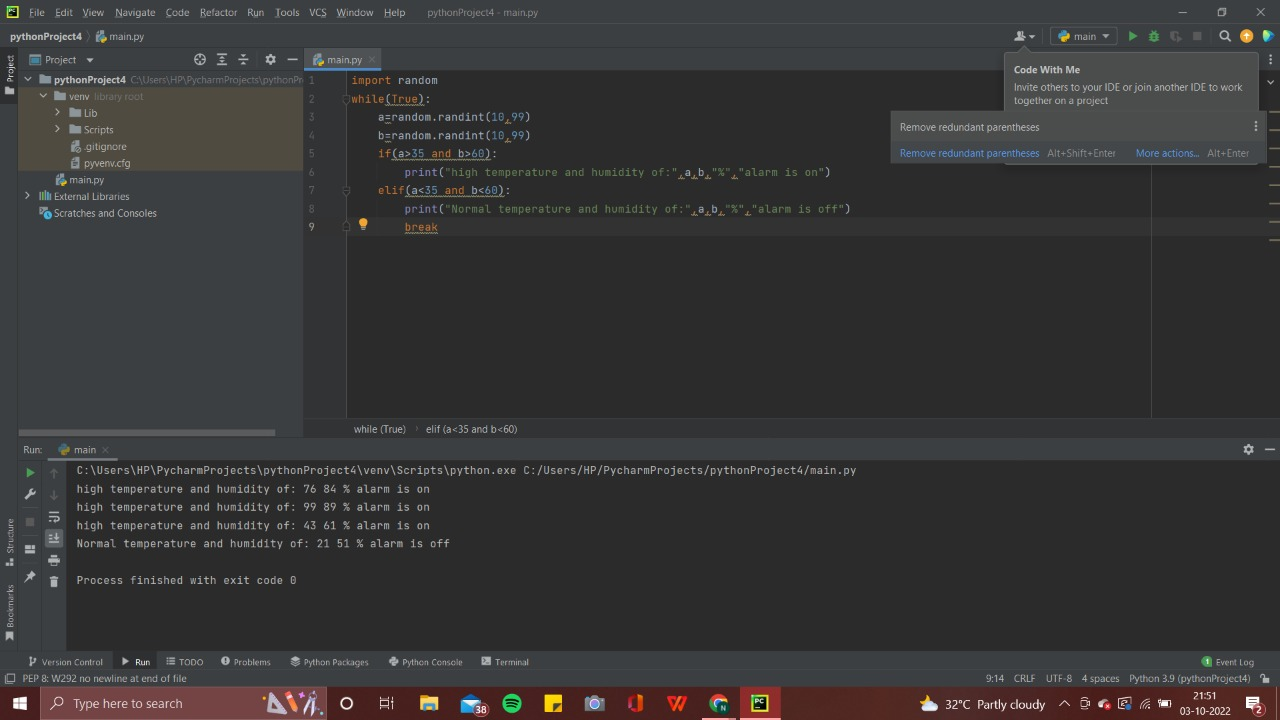 File Edit View Navigate Code Refactor Run Tools VCS Window Help pythonProject4 - main.py
pythonProject4 main.py main
Project
Project
main.py
Code With Me
Invite others to your IDE or join another IDE to work
together on a project
Remove redundant parentheses
Remove redundant parentheses Alt+Shift+Enter More actions... Alt+Enter
pythonProject4 C:\Users\HP\PycharmProjects\pythonPr
venv library root
Lib
Scripts
.gitignore
pyvenv.cfg
main.py
External Libraries
Scratches and Consoles
1 import random
2 while(True):
3 a=random.randint(10,99)
4 b=random.randint(10,99)
5 if(a>35 and b>60):
6 print("high temperature and humidity of:",a,b,"%","alarm is on")
7 elif(a<35 and b<60):
8 print("Normal temperature and humidity of:",a,b,"%","alarm is off")
9 break
while (True) elif (a<35 and b<60)
Run: main
C:\Users\HP\PycharmProjects\pythonProject4\venv\Scripts\python.exe C:/Users/HP/PycharmProjects/pythonProject4/main.py
high temperature and humidity of: 76 84 % alarm is on
high temperature and humidity of: 99 89 % alarm is on
high temperature and humidity of: 43 61 % alarm is on
Normal temperature and humidity of: 21 51 % alarm is off
Process finished with exit code 0
Structure
Bookmarks
Version Control Run TODO Problems Python Packages Python Console Terminal 1 Event Log
PEP 8: W292 no newline at end of file 9:14 CRLF UTF-8 4 spaces Python 3.9 (pythonProject4)
Type here to search 38 32°C Partly cloudy 21:51
03-10-2022 2